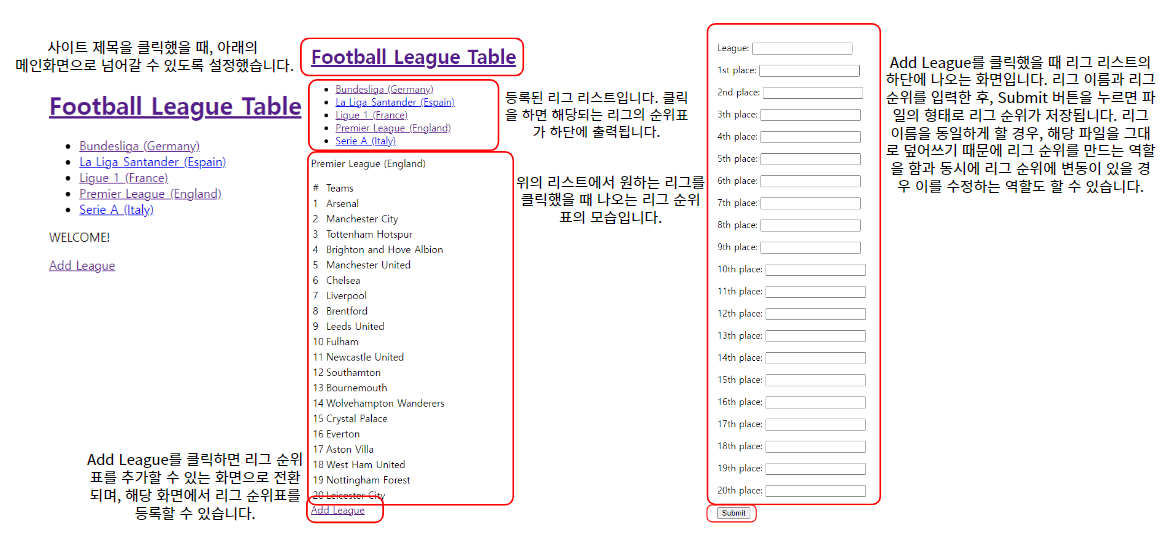 사이트 제목을 클릭했을 때, 아래의
메인화면으로 넘어갈 수 있도록 설정했습니다.
Football League Table
Bundesliga (Germany)
La Liga Santander (Espain)
Ligue 1 (France)
Premier League (England)
Serie A (Italy)
WELCOME!
Add League
Add League를 클릭하면 리그 순위
표를 추가할 수 있는 화면으로 전환
되며, 해당 화면에서 리그 순위표를
등록할 수 있습니다.
Football League Table
Bundesliga (Germany)
La Liga Santander (Espain)
Ligue 1 (France)
Premier League (England)
Serie A (Italy)
등록된 리그 리스트입니다. 클릭
을 하면 해당되는 리그의 순위표
가 하단에 출력됩니다.
Premier League (England)
# Teams
1 Arsenal
2 Manchester City
3 Tottenham Hotspur
4 Brighton and Hove Albion
5 Manchester United
6 Chelsea
7 Liverpool
8 Brentford
9 Leeds United
10 Fulham
11 Newcastle United
12 Southamton
13 Bournemouth
14 Wolvehampton Wanderers
15 Crystal Palace
16 Everton
17 Aston Villa
18 West Ham United
19 Nottingham Forest
20 Leicester City
Add League
위의 리스트에서 원하는 리그를
클릭했을 때 나오는 리그 순위
표의 모습입니다.
League:
1st place:
2nd place:
3th place:
4th place:
5th place:
6th place:
7th place:
8th place:
9th place:
10th place:
11th place:
12th place:
13th place:
14th place:
15th place:
16th place:
17th place:
18th place:
19th place:
20th place:
Submit
Add League를 클릭했을 때 리그 리스트의
하단에 나오는 화면입니다. 리그 이름과 리그
순위를 입력한 후, Submit 버튼을 누르면 파
일의 형태로 리그 순위가 저장됩니다. 리그
이름을 동일하게 할 경우, 해당 파일을 그대
로 덮어쓰기 때문에 리그 순위를 만드는 역할
을 함과 동시에 리그 순위에 변동이 있을 경
우 이를 수정하는 역할도 할 수 있습니다.